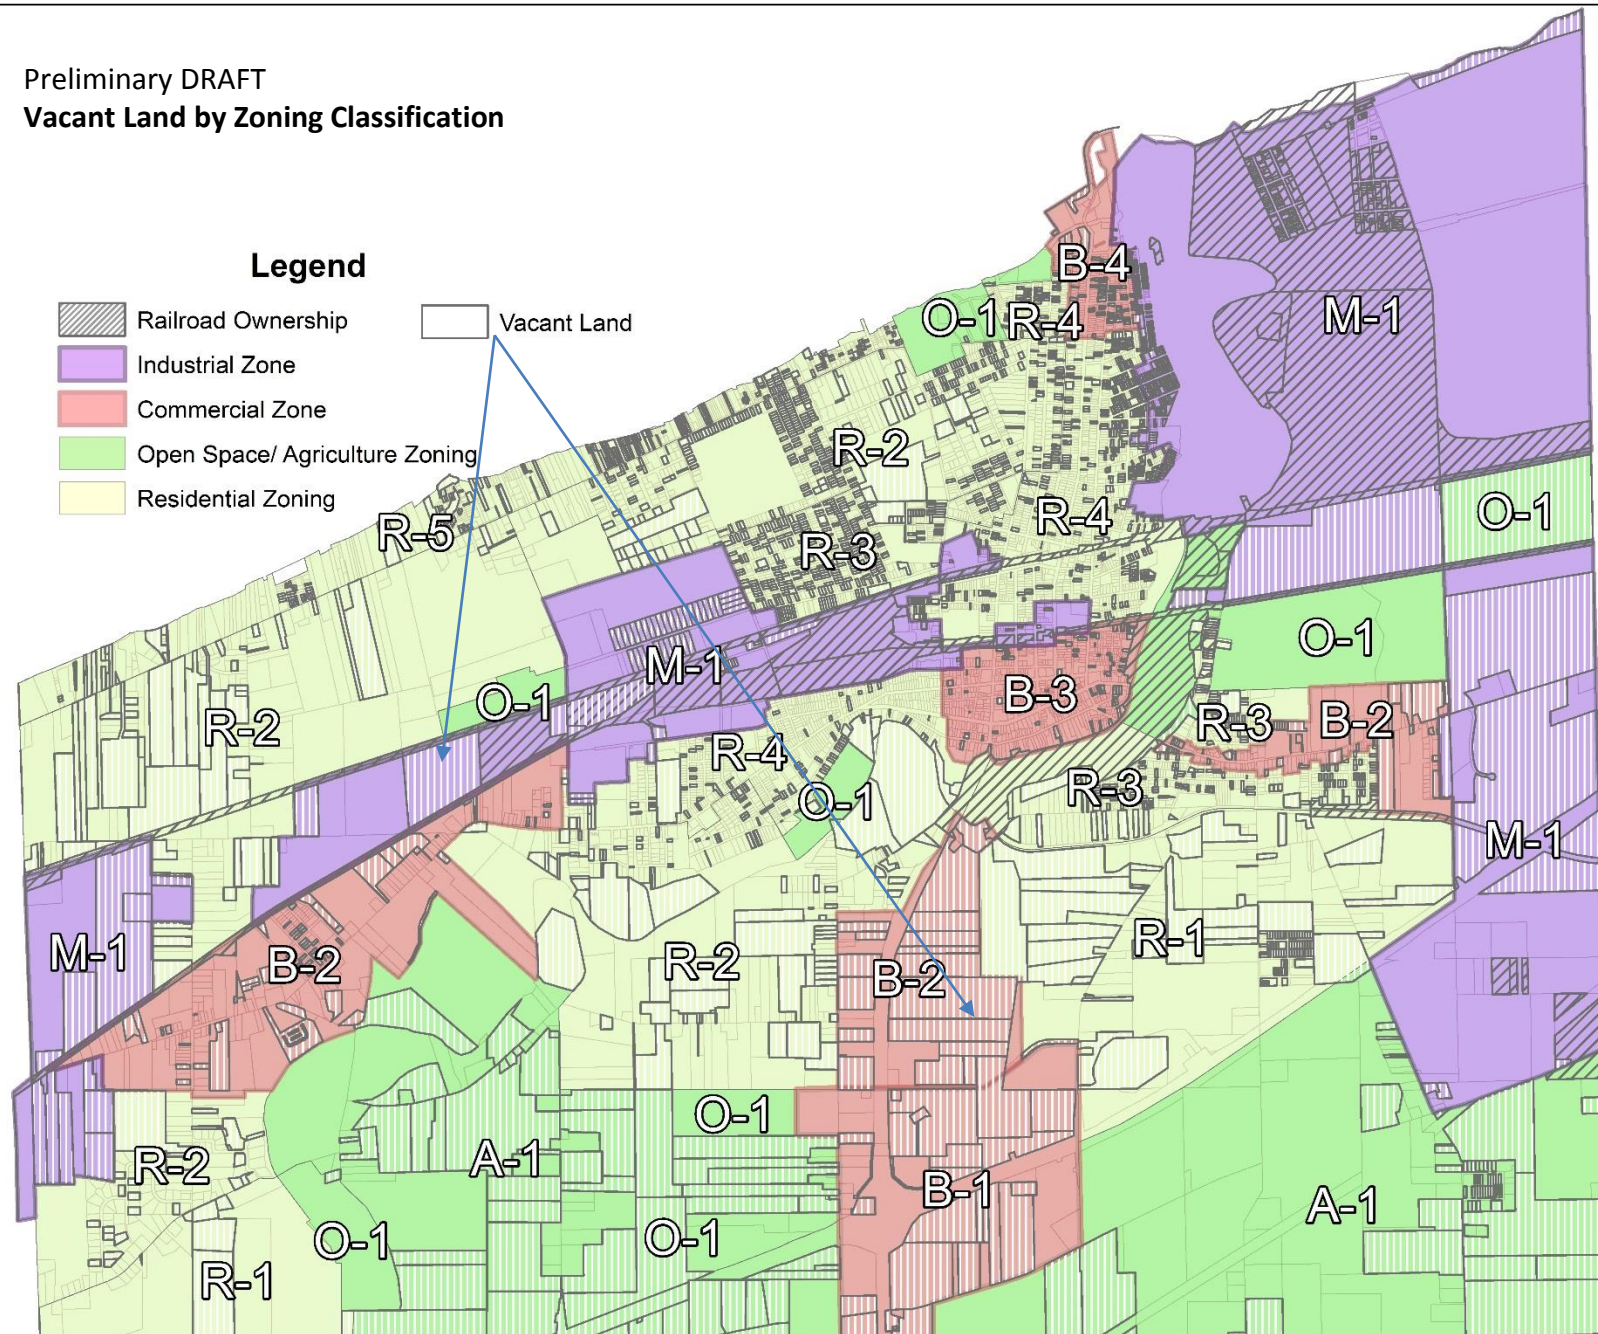 Preliminary DRAFT
Vacant Land by Zoning Classification
Legend
Railroad Ownership
Vacant Land
Industrial Zone
Commercial Zone
Open Space/ Agriculture Zoning
Residential Zoning
B-4
O-1
R-4
M-1
R-2
R-5
R-4
O-1
R-3
O-1
M-1
O-1
B-3
R-2
R-4
R-3
B-2
O-1
R-3
M-1
M-1
B-2
R-2
B-2
R-1
O-1
R-2
A-1
B-1
A-1
O-1
O-1
R-1